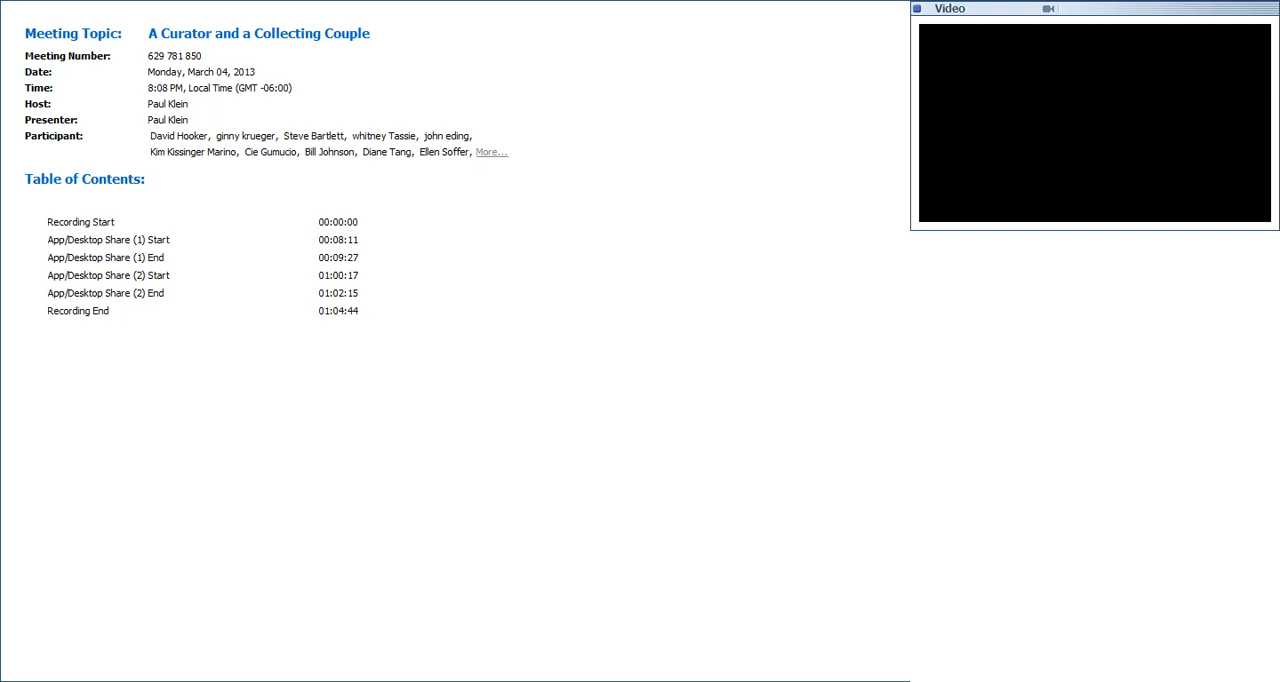 Meeting Topic: A Curator and a Collecting Couple
Meeting Number: 629 781 850
Date: Monday, March 04, 2013
Time: 8:08 PM, Local Time (GMT -06:00)
Host: Paul Klein
Presenter: Paul Klein
Participant: David Hooker, ginny krueger, Steve Bartlett, whitney Tassie, john eding,
Kim Kissinger Marino, Cie Gumucio, Bill Johnson, Diane Tang, Ellen Soffer, More...
Table of Contents:
Recording Start 00:00:00
App/Desktop Share (1) Start 00:08:11
App/Desktop Share (1) End 00:09:27
App/Desktop Share (2) Start 01:00:17
App/Desktop Share (2) End 01:02:15
Recording End 01:04:44
Video